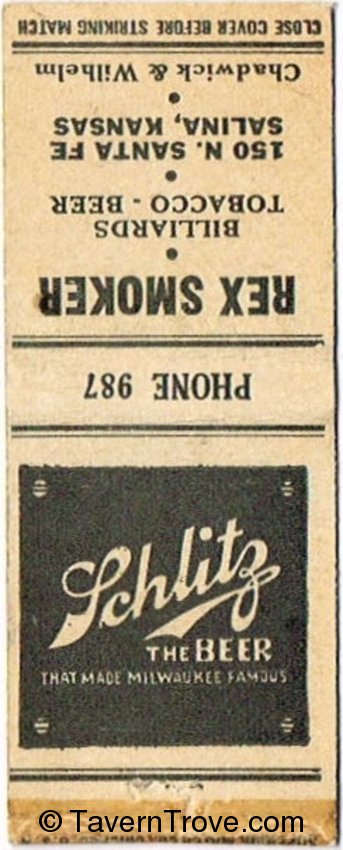 CLOSE COVER BEFORE STRIKING MATCH
REX SMOKER
•
BILLIARDS
TOBACCO - BEER
•
150 N. SANTA FE
SALINA, KANSAS
•
Chadwick & Wilhelm
PHONE 987
Schlitz
THE BEER
THAT MADE MILWAUKEE FAMOUS
© TavernTrove.com